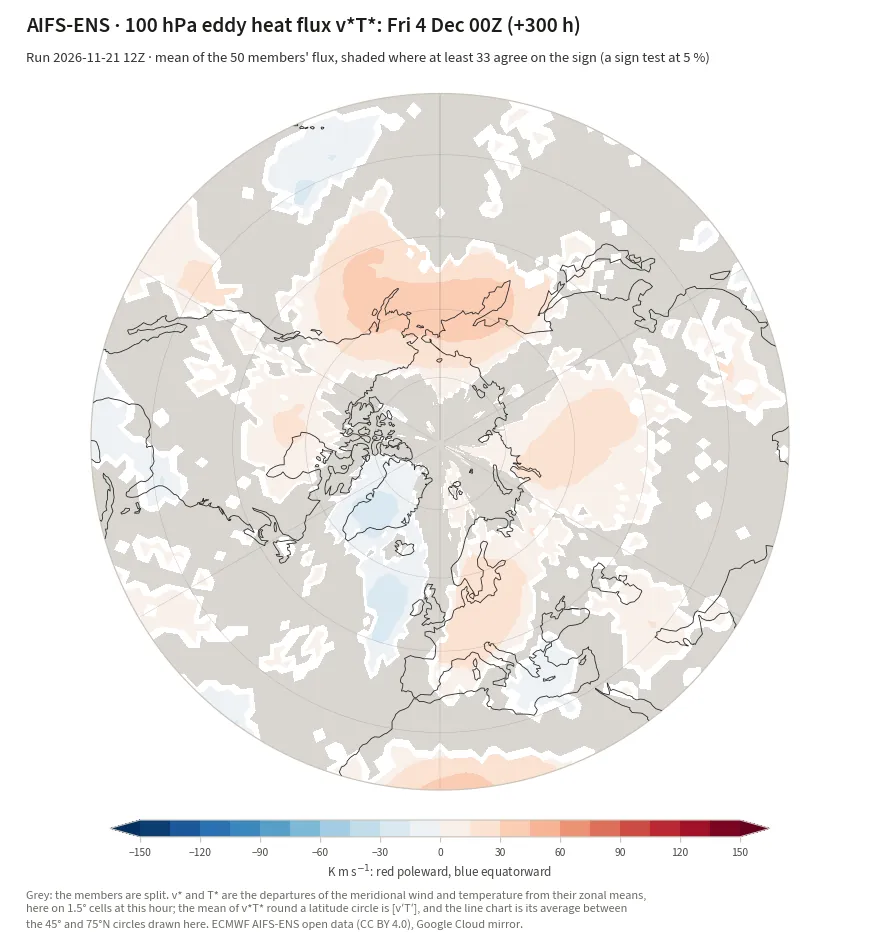 AIFS-ENS · 100 hPa eddy heat flux v*T*: Fri 4 Dec 00Z (+300 h)
Run 2026-11-21 12Z · mean of the 50 members' flux, shaded where at least 33 agree on the sign (a sign test at 5 %)
−150 −120 −90 −60 −30 0 30 60 90 120 150
K m s⁻¹: red poleward, blue equatorward
Grey: the members are split. v* and T* are the departures of the meridional wind and temperature from their zonal means,
here on 1.5° cells at this hour; the mean of v*T* round a latitude circle is [v'T'], and the line chart is its average between
the 45° and 75°N circles drawn here. ECMWF AIFS-ENS open data (CC BY 4.0), Google Cloud mirror.